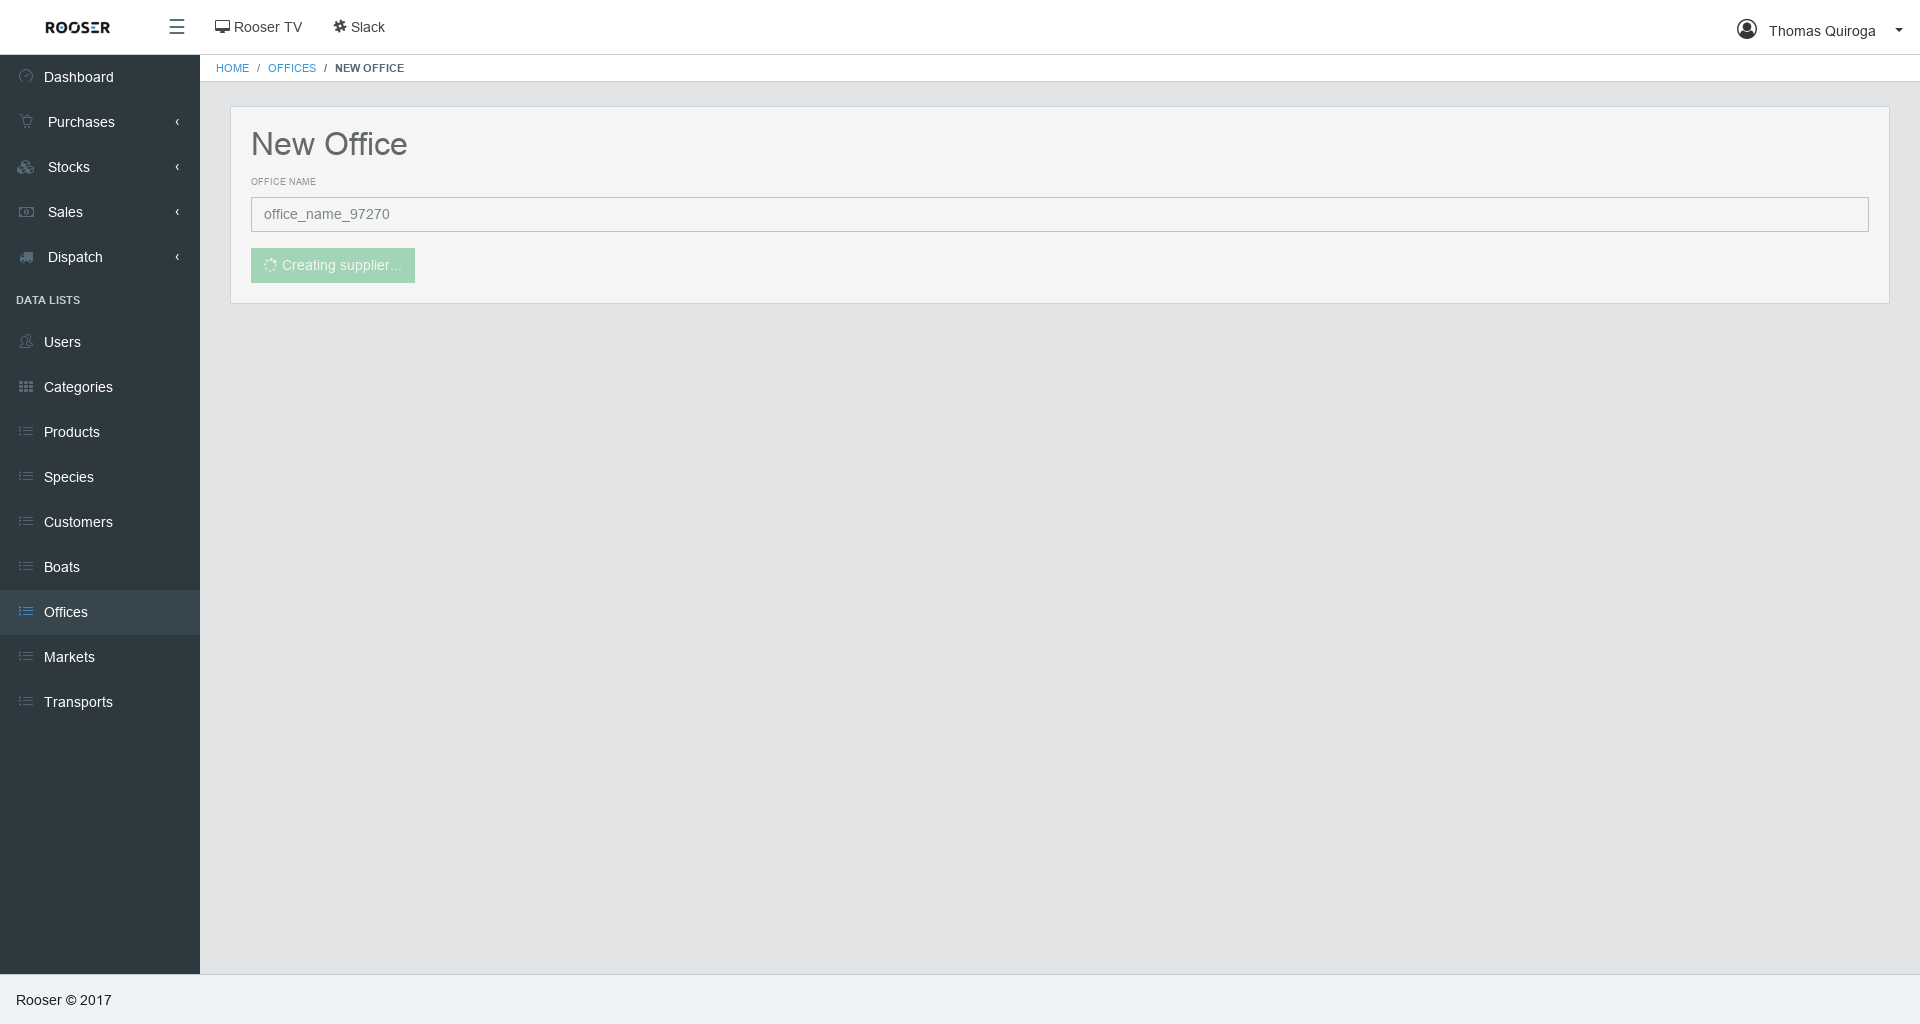 ROOSER
Rooser TV
Slack
Thomas Quiroga
HOME / OFFICES / NEW OFFICE
Dashboard
Purchases
Stocks
Sales
Dispatch
DATA LISTS
Users
Categories
Products
Species
Customers
Boats
Offices
Markets
Transports
New Office
OFFICE NAME
office_name_97270
Creating supplier...
Rooser © 2017